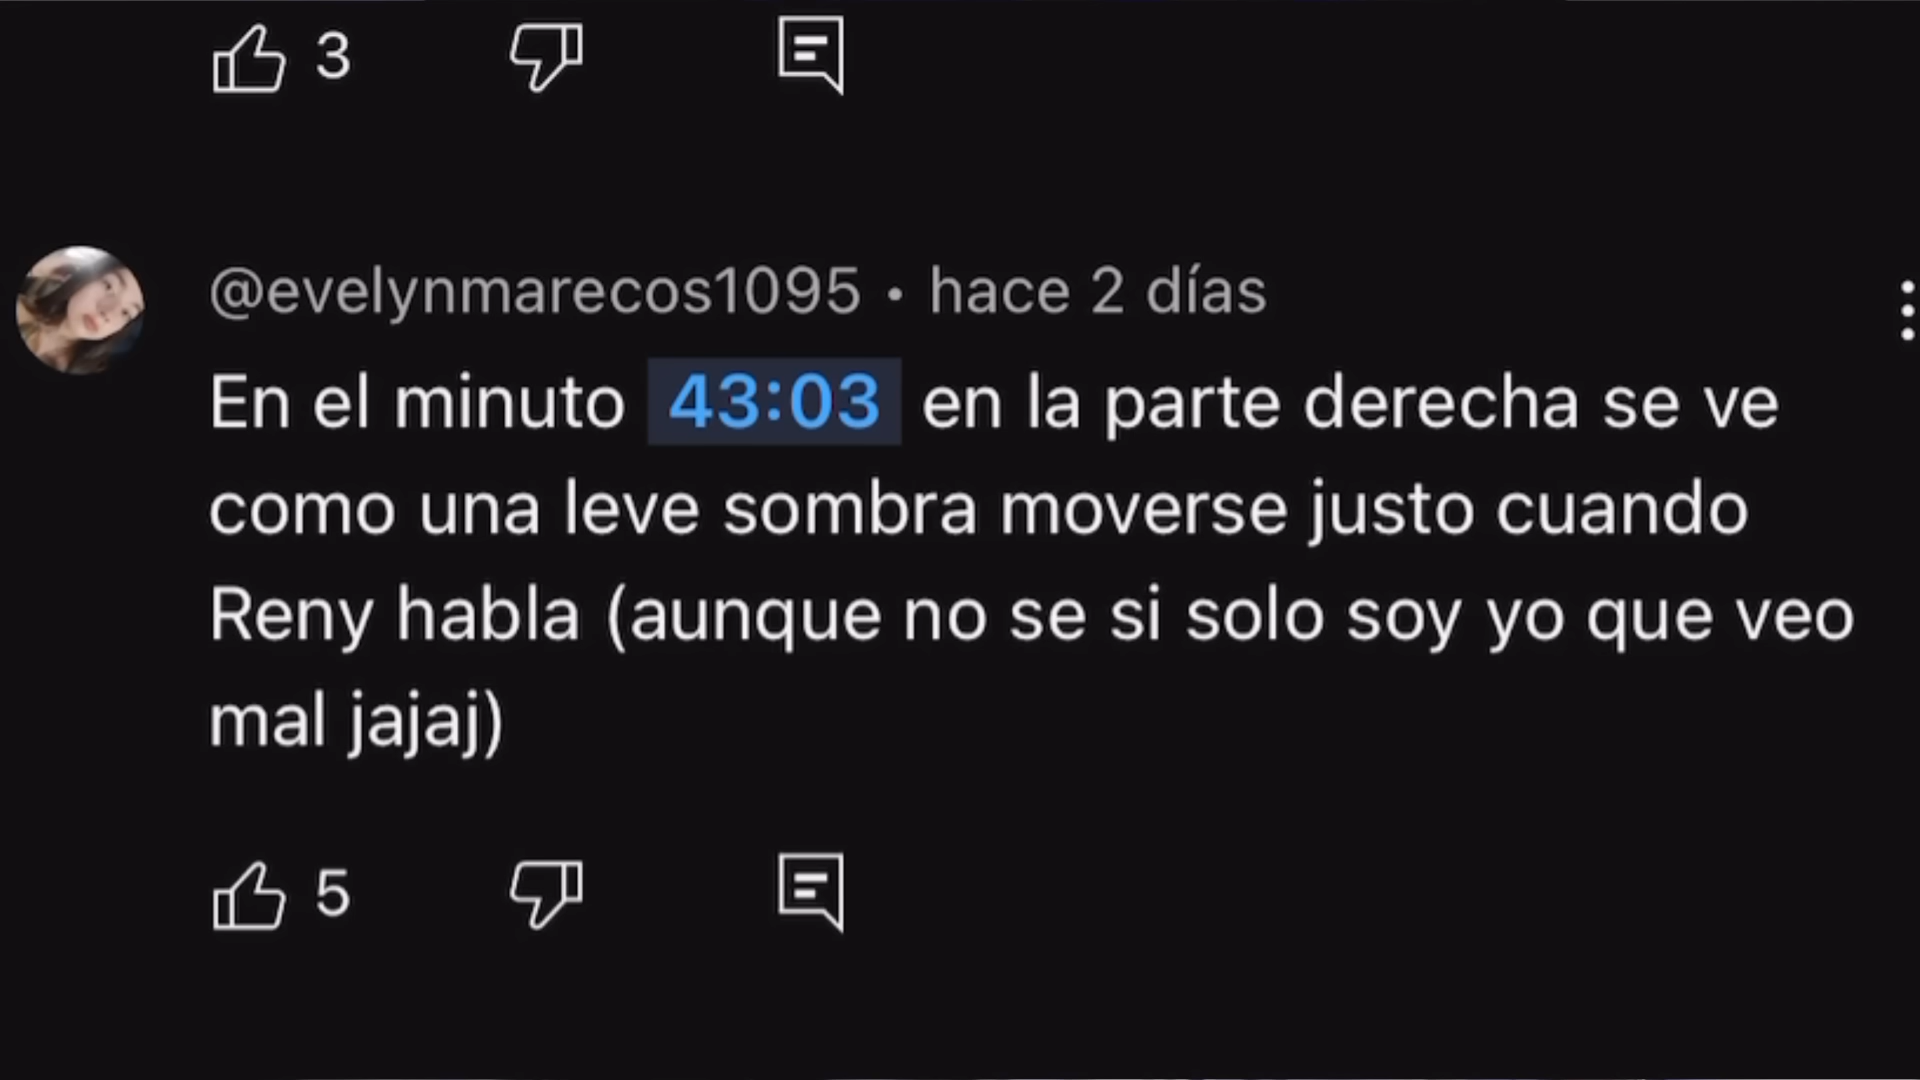 3
@evelynmarecos1095 • hace 2 días
En el minuto 43:03 en la parte derecha se ve
como una leve sombra moverse justo cuando
Reny habla (aunque no se si solo soy yo que veo
mal jajaj)
5